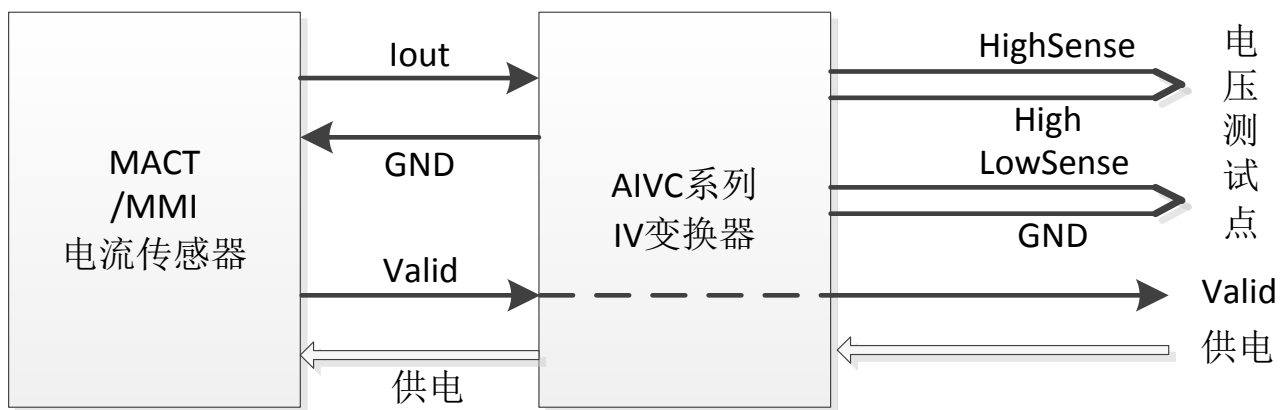 MACT
/MMI
电流传感器
Iout
GND
Valid
供电
AIVC系列
IV变换器
HighSense
High
LowSense
GND
电压测试点
Valid
供电